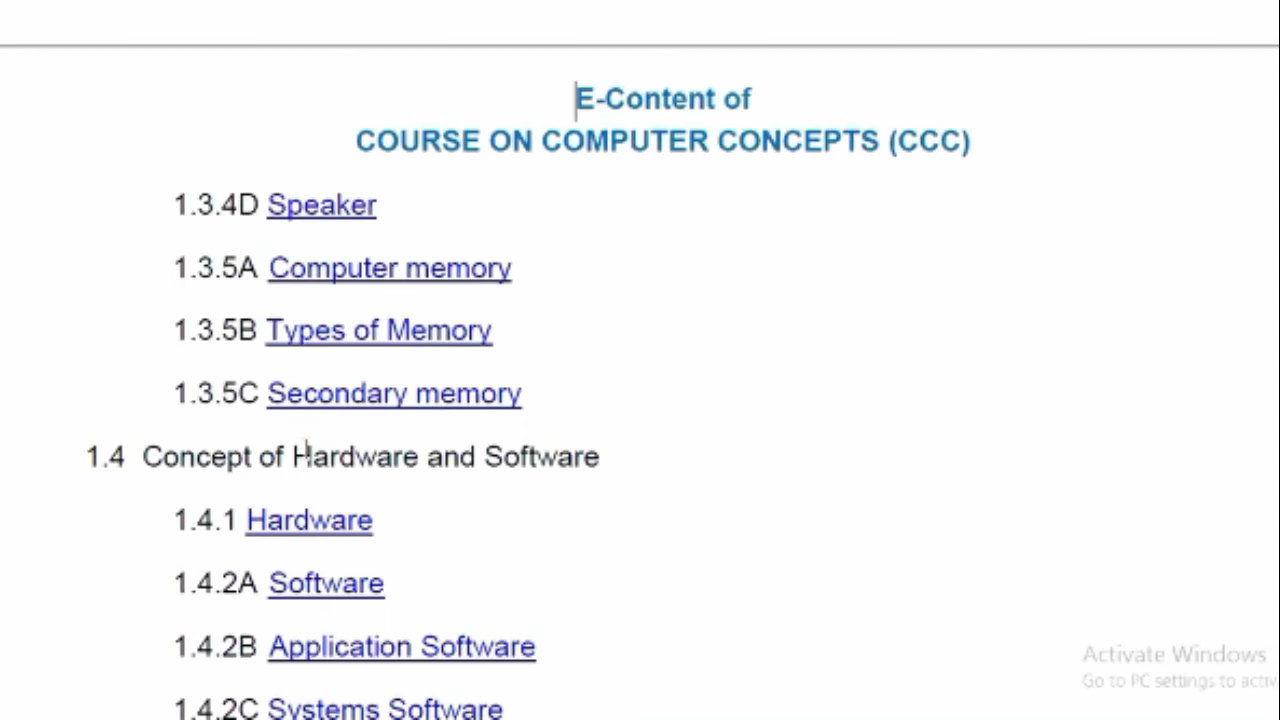 E-Content of
COURSE ON COMPUTER CONCEPTS (CCC)
1.3.4D Speaker
1.3.5A Computer memory
1.3.5B Types of Memory
1.3.5C Secondary memory
1.4 Concept of Hardware and Software
1.4.1 Hardware
1.4.2A Software
1.4.2B Application Software
1.4.2C Systems Software
Activate Windows
Go to PC settings to activ